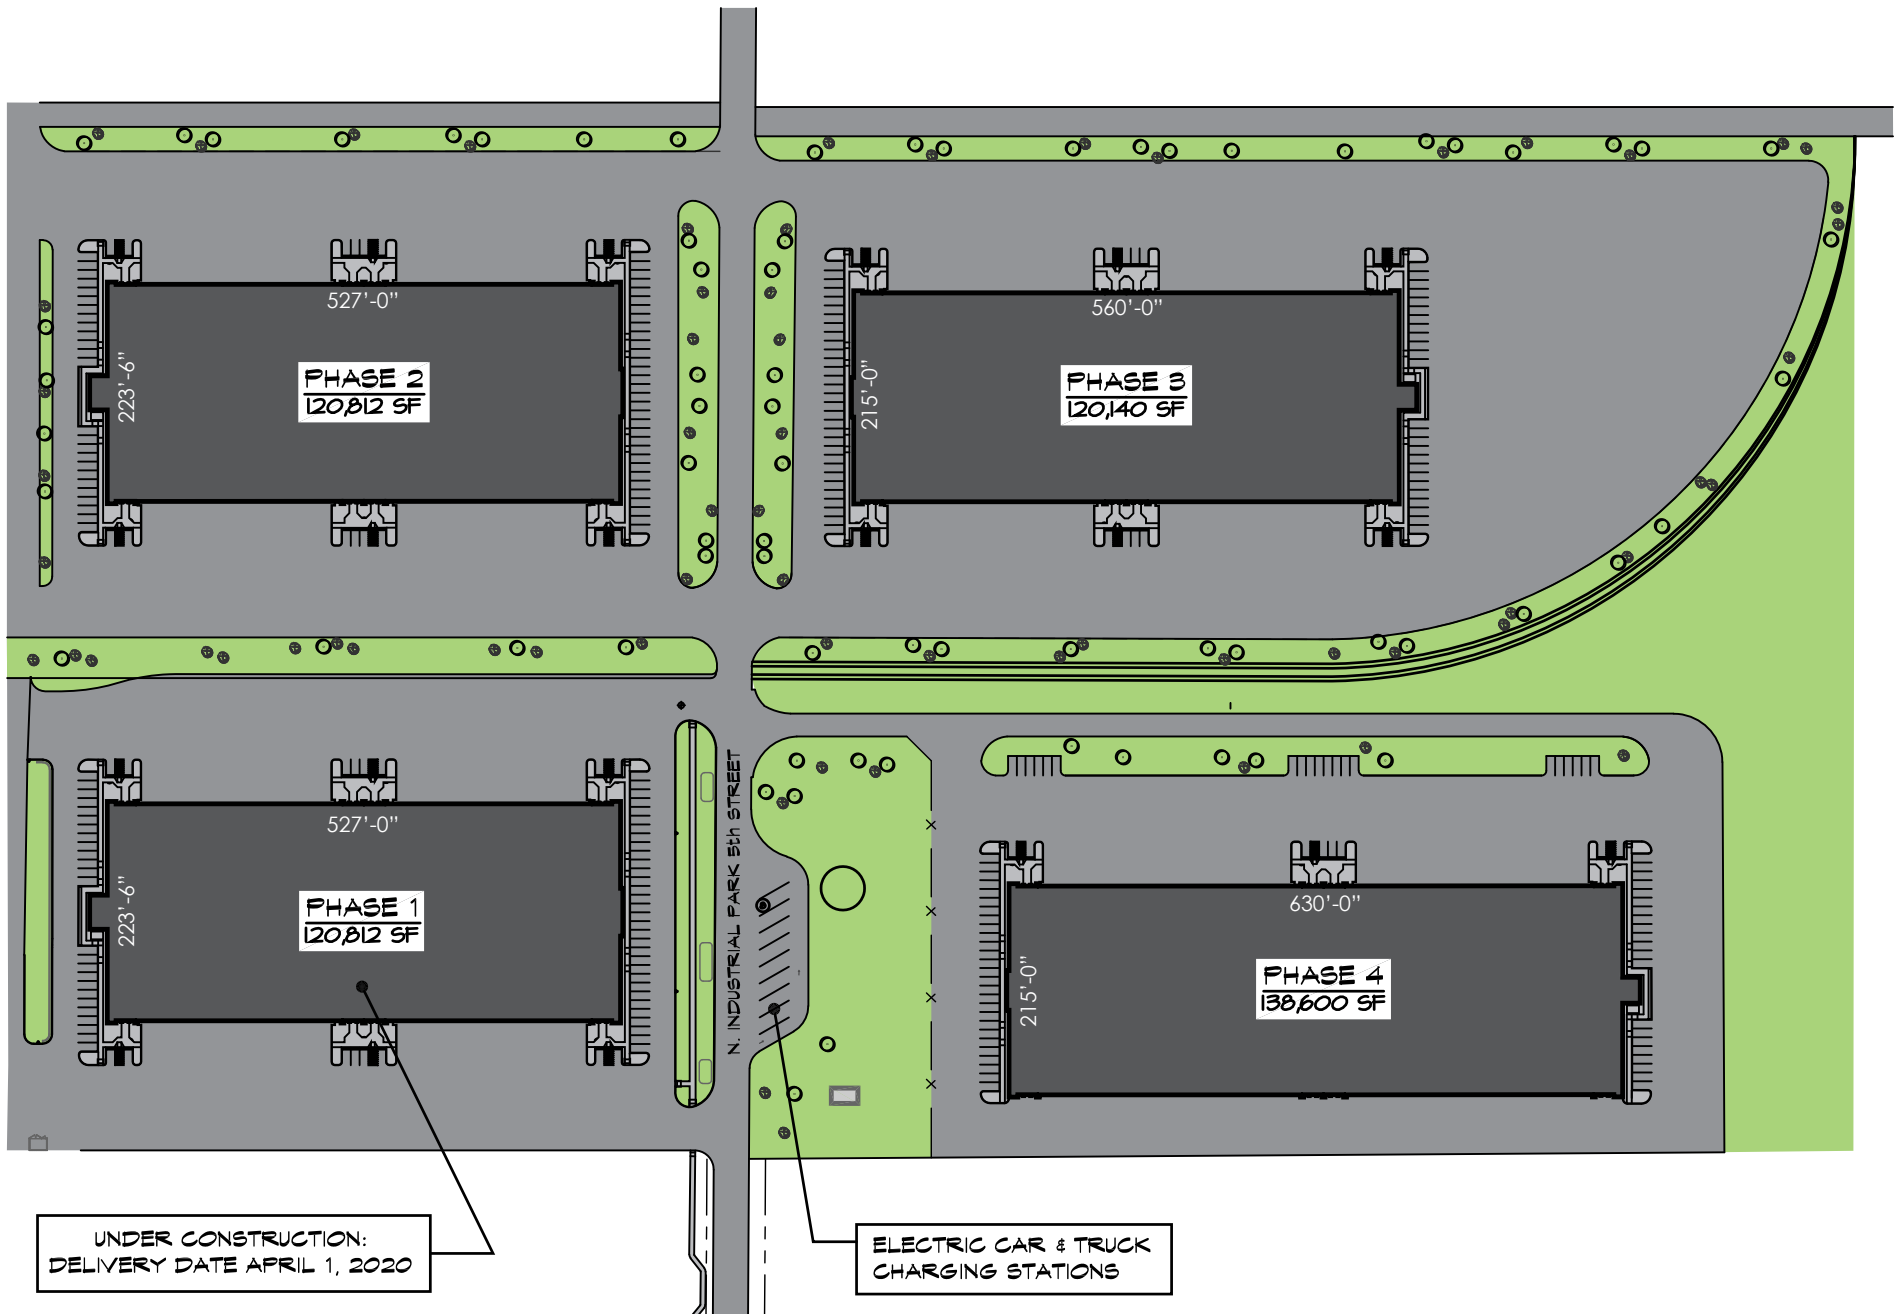 527'-0"
223'-6"
PHASE 2
120,812 SF
560'-0"
215'-0"
PHASE 3
120,140 SF
527'-0"
223'-6"
PHASE 1
120,812 SF
N. INDUSTRIAL PARK 5th STREET
630'-0"
215'-0"
PHASE 4
138,600 SF
UNDER CONSTRUCTION:
DELIVERY DATE APRIL 1, 2020
ELECTRIC CAR & TRUCK
CHARGING STATIONS